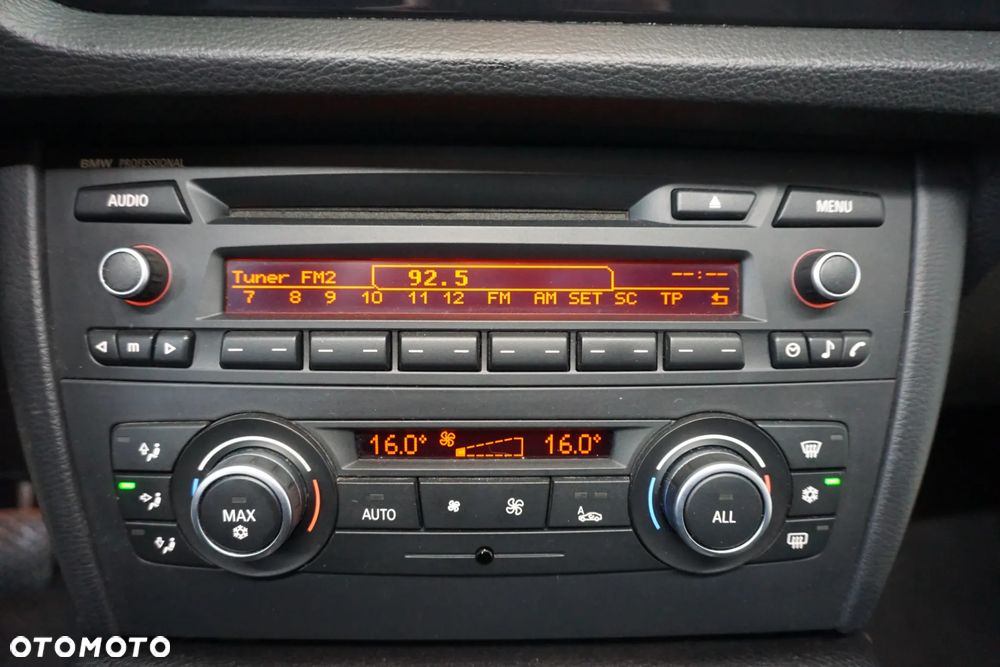 BMW PROFESSIONAL
AUDIO
MENU
Tuner FM2 92.5 --:--
7 8 9 10 11 12 FM AM SET SC TP
m
16.0° 16.0°
MAX
AUTO
A
ALL
OTOMOTO